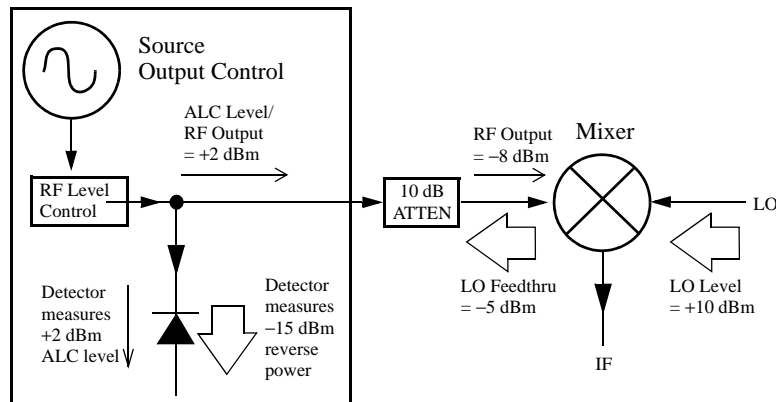 Source
Output Control
ALC Level/
RF Output
= +2 dBm
RF Level
Control
Detector
measures
+2 dBm
ALC level
Detector
measures
−15 dBm
reverse
power
10 dB
ATTEN
RF Output
= −8 dBm
Mixer
LO Feedthru
= −5 dBm
LO
LO Level
= +10 dBm
IF